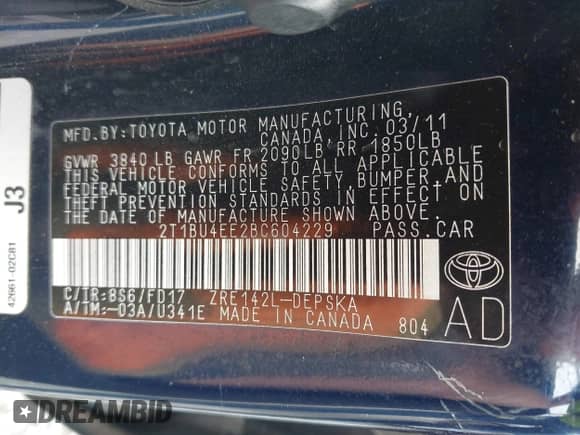 MFD.BY:TOYOTA MOTOR MANUFACTURING,
CANADA, INC. 03/11
GVWR 3840 LB GAWR FR 2090LB RR 1850LB
THIS VEHICLE CONFORMS TO ALL APPLICABLE
FEDERAL MOTOR VEHICLE SAFETY, BUMPER AND
THEFT PREVENTION STANDARDS IN EFFECT ON
THE DATE OF MANUFACTURE SHOWN ABOVE.
2T1BU4EE2BC604229 PASS.CAR
C/TR:8S6/FD17 ZRE142L-DEPSKA
A/TM:-03A/U341E MADE IN CANADA 804
AD
J3
42661-02C81
DREAMBID